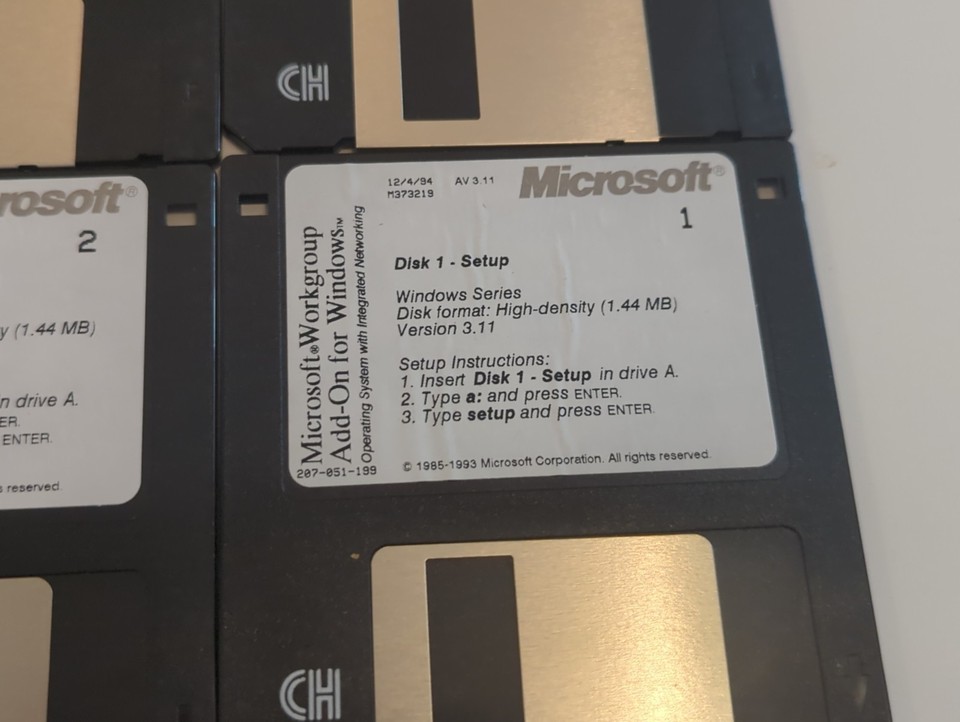 CH
rosoft®
2
y (1.44 MB)
n drive A.
ER.
ENTER.
s reserved.
12/4/94 AV 3.11
M373219
Microsoft®
1
Microsoft® Workgroup
Add-On for Windows™
Operating System with Integrated Networking
207-051-199
Disk 1 - Setup
Windows Series
Disk format: High-density (1.44 MB)
Version 3.11
Setup Instructions:
1. Insert Disk 1 - Setup in drive A.
2. Type a: and press ENTER.
3. Type setup and press ENTER.
© 1985-1993 Microsoft Corporation. All rights reserved.
CH